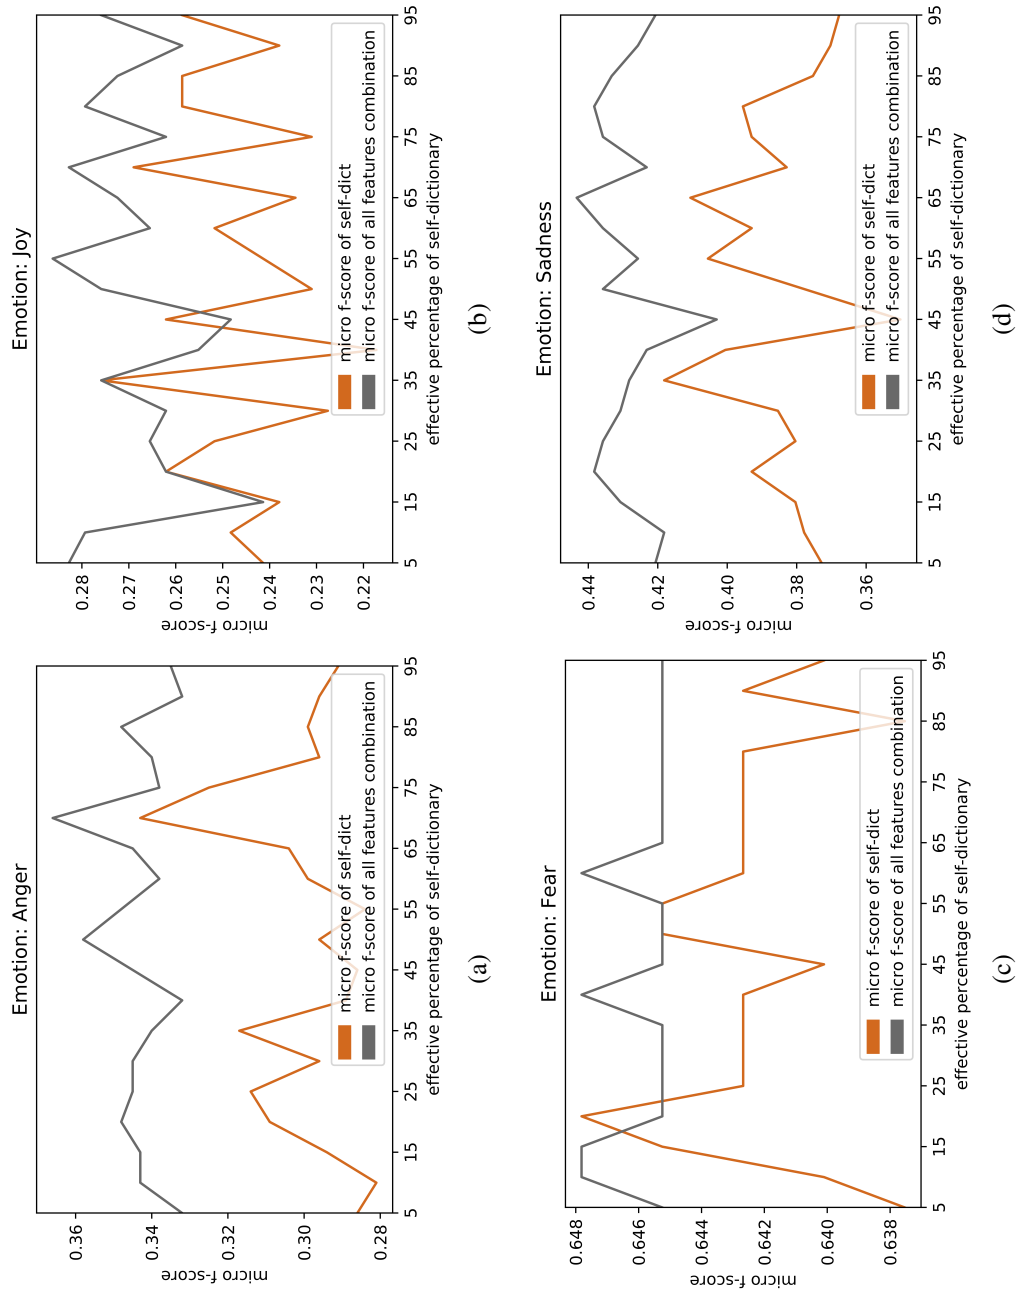 Emotion: Anger
micro f-score
0.36
0.34
0.30
0.30
0.28
micro f-score of self-dict
micro f-score of all features combination
5 15 25 35 45 55 65 75 85 95
effective percentage of self-dictionary
(a)
Emotion: Joy
micro f-score
0.28
0.27
0.26
0.25
0.24
0.23
0.22
micro f-score of self-dict
micro f-score of all features combination
5 15 25 35 45 55 65 75 85 95
effective percentage of self-dictionary
(b)
Emotion: Fear
micro f-score
0.648
0.646
0.644
0.642
0.640
0.638
micro f-score of self-dict
micro f-score of all features combination
5 15 25 35 45 55 65 75 85 95
effective percentage of self-dictionary
(c)
Emotion: Sadness
micro f-score
0.44
0.42
0.40
0.38
0.36
micro f-score of self-dict
micro f-score of all features combination
5 15 25 35 45 55 65 75 85 95
effective percentage of self-dictionary
(d)